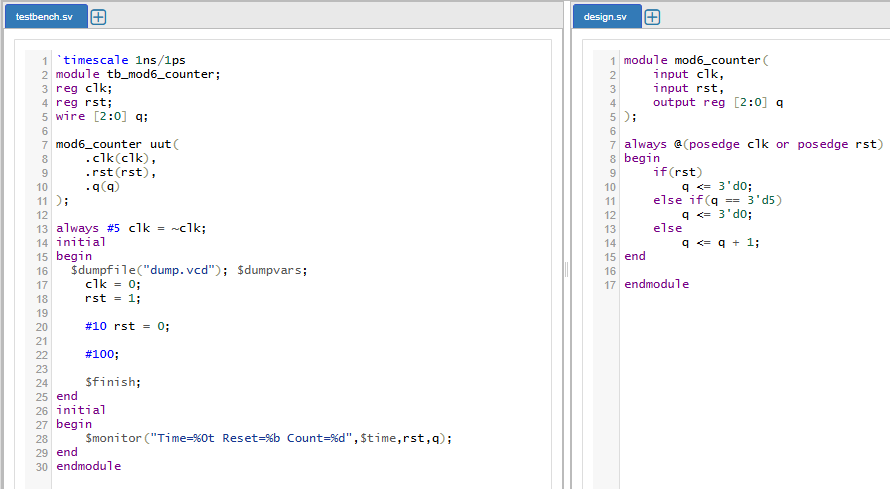 testbench.sv
1 `timescale 1ns/1ps
2 module tb_mod6_counter;
3 reg clk;
4 reg rst;
5 wire [2:0] q;
6
7 mod6_counter uut(
8     .clk(clk),
9     .rst(rst),
10     .q(q)
11 );
12
13 always #5 clk = ~clk;
14 initial
15 begin
16   $dumpfile("dump.vcd"); $dumpvars;
17     clk = 0;
18     rst = 1;
19
20     #10 rst = 0;
21
22     #100;
23
24     $finish;
25 end
26 initial
27 begin
28     $monitor("Time=%0t Reset=%b Count=%d",$time,rst,q);
29 end
30 endmodule
design.sv
1 module mod6_counter(
2     input clk,
3     input rst,
4     output reg [2:0] q
5 );
6
7 always @(posedge clk or posedge rst)
8 begin
9     if(rst)
10         q <= 3'd0;
11     else if(q == 3'd5)
12         q <= 3'd0;
13     else
14         q <= q + 1;
15 end
16
17 endmodule